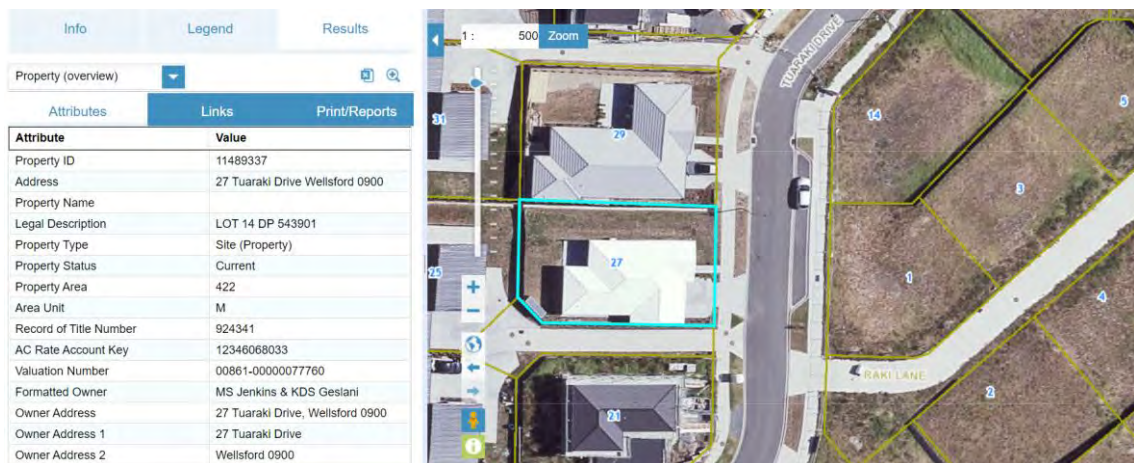 Info Legend Results
Property (overview)
Attributes Links Print/Reports
Attribute Value
Property ID 11489337
Address 27 Tuaraki Drive Wellsford 0900
Property Name
Legal Description LOT 14 DP 543901
Property Type Site (Property)
Property Status Current
Property Area 422
Area Unit M
Record of Title Number 924341
AC Rate Account Key 12346068033
Valuation Number 00861-00000077760
Formatted Owner MS Jenkins & KDS Geslani
Owner Address 27 Tuaraki Drive, Wellsford 0900
Owner Address 1 27 Tuaraki Drive
Owner Address 2 Wellsford 0900
1 : 500 Zoom
TUARAKI DRIVE
31
29
14
5
3
25
27
1
4
RAKI LANE
2
21